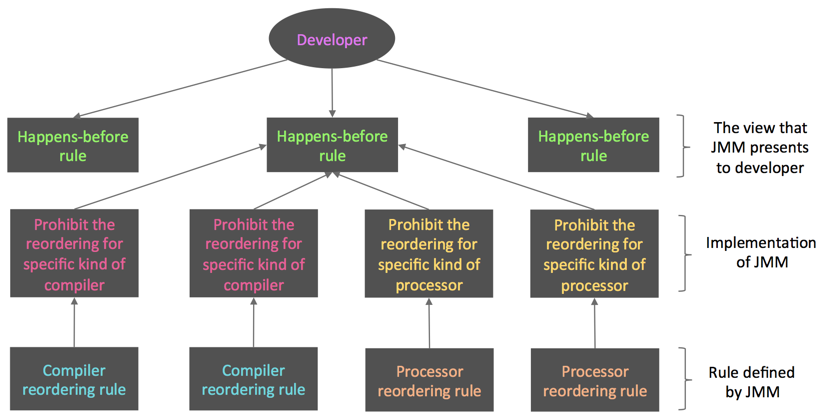 Developer
Happens-before
rule
Happens-before
rule
Happens-before
rule
The view that
JMM presents
to developer
Prohibit the
reordering for
specific kind of
compiler
Prohibit the
reordering for
specific kind of
compiler
Prohibit the
reordering for
specific kind of
processor
Prohibit the
reordering for
specific kind of
processor
Implementation
of JMM
Compiler
reordering rule
Compiler
reordering rule
Processor
reordering rule
Processor
reordering rule
Rule defined
by JMM